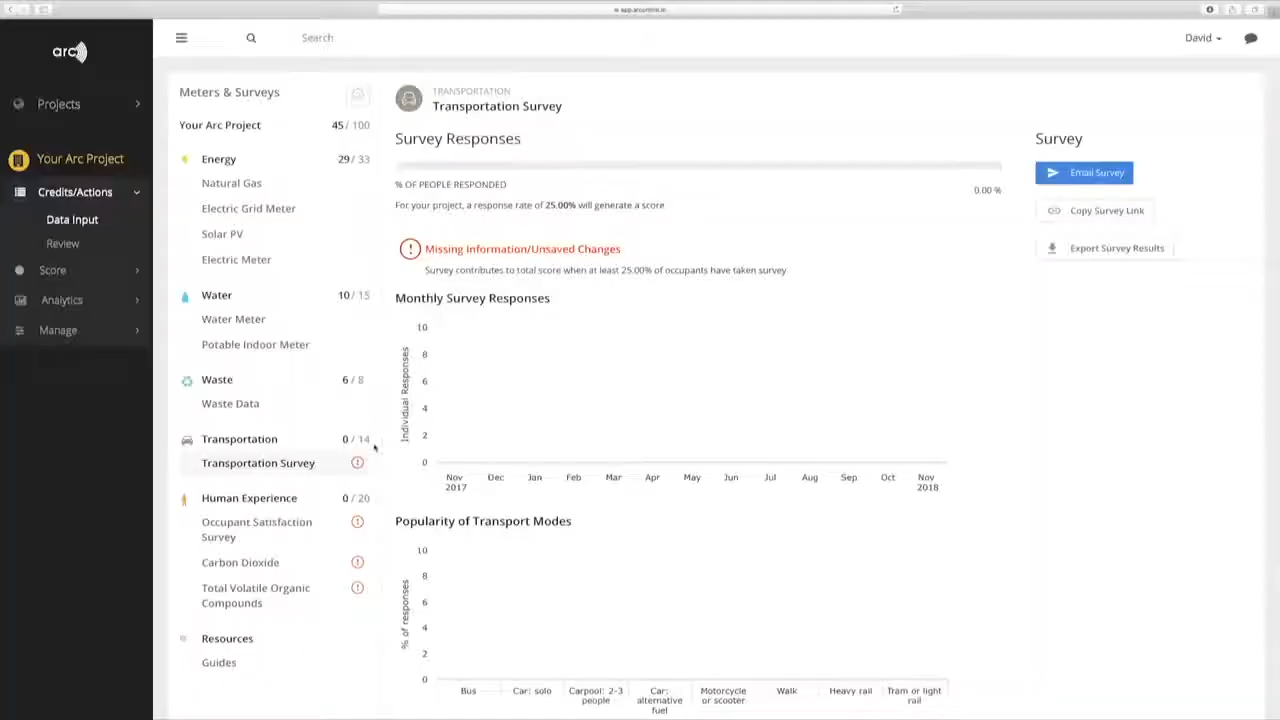 app.arconline.io
arc
Search
David
Projects
Your Arc Project
Credits/Actions
Data Input
Review
Score
Analytics
Manage
Meters & Surveys
Your Arc Project 45 / 100
Energy 29 / 33
Natural Gas
Electric Grid Meter
Solar PV
Electric Meter
Water 10 / 15
Water Meter
Potable Indoor Meter
Waste 6 / 8
Waste Data
Transportation 0 / 14
Transportation Survey
Human Experience 0 / 20
Occupant Satisfaction
Survey
Carbon Dioxide
Total Volatile Organic
Compounds
Resources
Guides
TRANSPORTATION
Transportation Survey
Survey Responses
% OF PEOPLE RESPONDED
0.00 %
For your project, a response rate of 25.00% will generate a score
Missing Information/Unsaved Changes
Survey contributes to total score when at least 25.00% of occupants have taken survey
Monthly Survey Responses
Individual Responses
10
8
6
4
2
0
Nov Dec Jan Feb Mar Apr May Jun Jul Aug Sep Oct Nov
2017 2018
Popularity of Transport Modes
% of responses
10
8
6
4
2
0
Bus Car: solo Carpool: 2-3 Car: Motorcycle Walk Heavy rail Tram or light
people alternative or scooter rail
fuel
Survey
Email Survey
Copy Survey Link
Export Survey Results